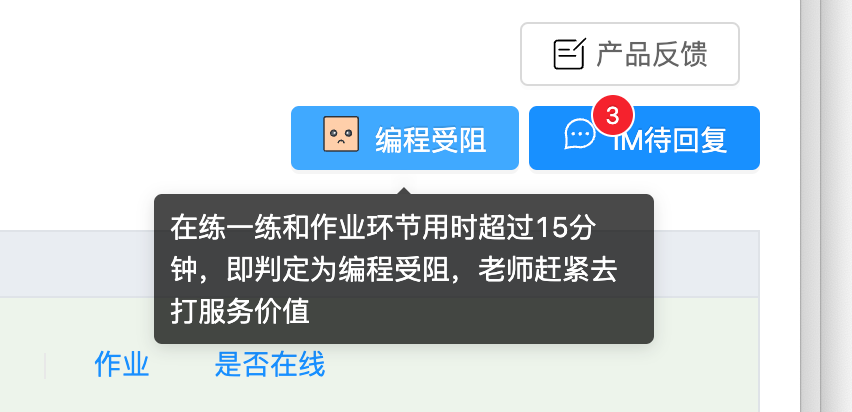 产品反馈
编程受阻
3
IM待回复
在练一练和作业环节用时超过15分
钟，即判定为编程受阻，老师赶紧去
打服务价值
作业
是否在线